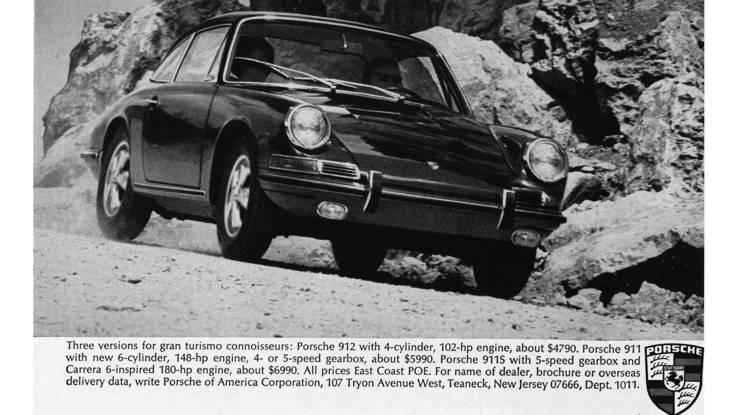 Three versions for gran turismo connoisseurs: Porsche 912 with 4-cylinder, 102-hp engine, about $4790. Porsche 911
with new 6-cylinder, 148-hp engine, 4- or 5-speed gearbox, about $5990. Porsche 911S with 5-speed gearbox and
Carrera 6-inspired 180-hp engine, about $6990. All prices East Coast POE. For name of dealer, brochure or overseas
delivery data, write Porsche of America Corporation, 107 Tryon Avenue West, Teaneck, New Jersey 07666, Dept. 1011.
PORSCHE
STUTTGART